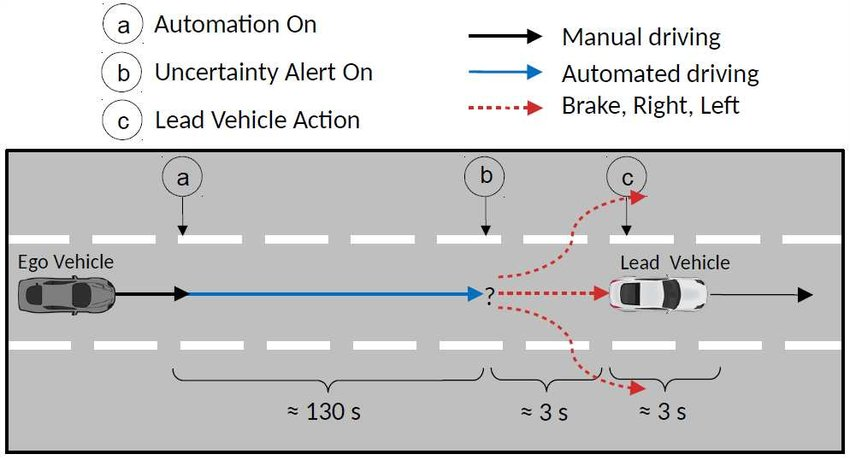 a Automation On
b Uncertainty Alert On
c Lead Vehicle Action
Manual driving
Automated driving
Brake, Right, Left
a b c
Ego Vehicle
Lead Vehicle
?
≈ 130 s ≈ 3 s ≈ 3 s